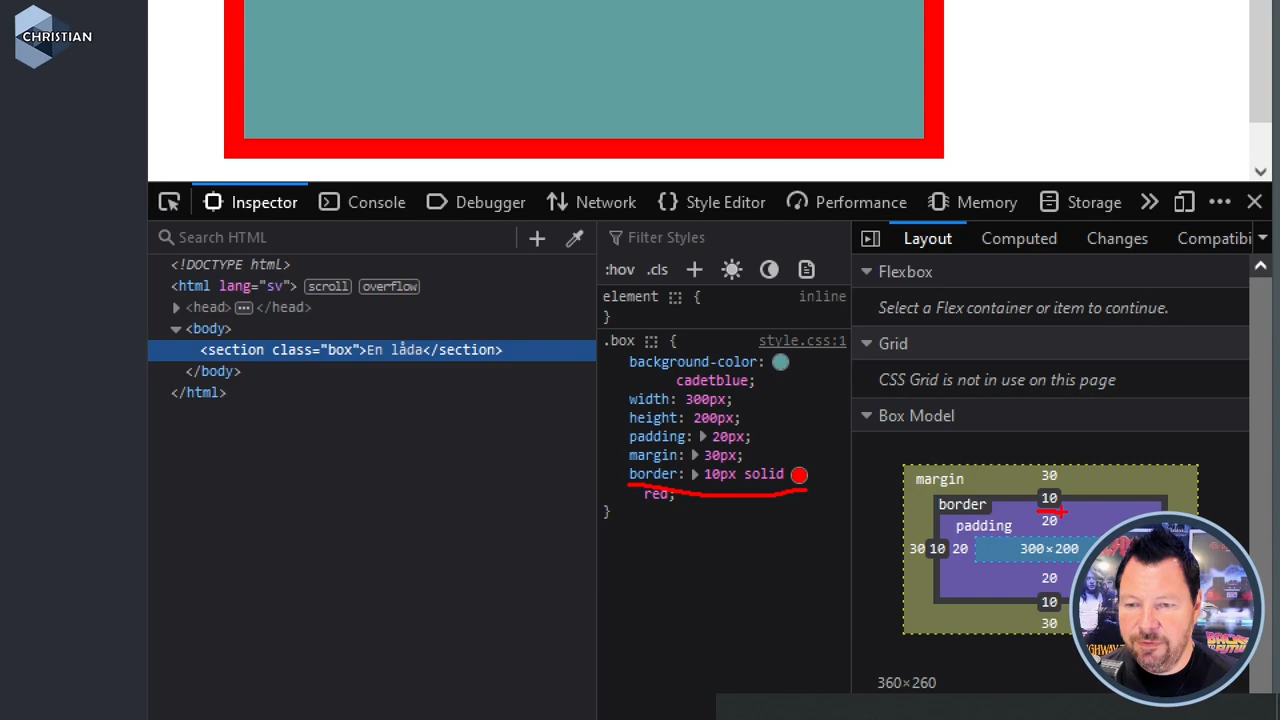 CHRISTIAN
Inspector Console Debugger Network Style Editor Performance Memory Storage
Search HTML
<!DOCTYPE html>
<html lang="sv"> scroll overflow
<head> </head>
<body>
<section class="box">En låda</section>
</body>
</html>
Filter Styles
:hov .cls
element { inline
}
.box { style.css:1
background-color:
cadetblue;
width: 300px;
height: 200px;
padding: 20px;
margin: 30px;
border: 10px solid
red;
}
Layout Computed Changes Compatibi
Flexbox
Select a Flex container or item to continue.
Grid
CSS Grid is not in use on this page
Box Model
margin 30
border 10
padding 20
30 10 20 300×200
20
10
30
360×260